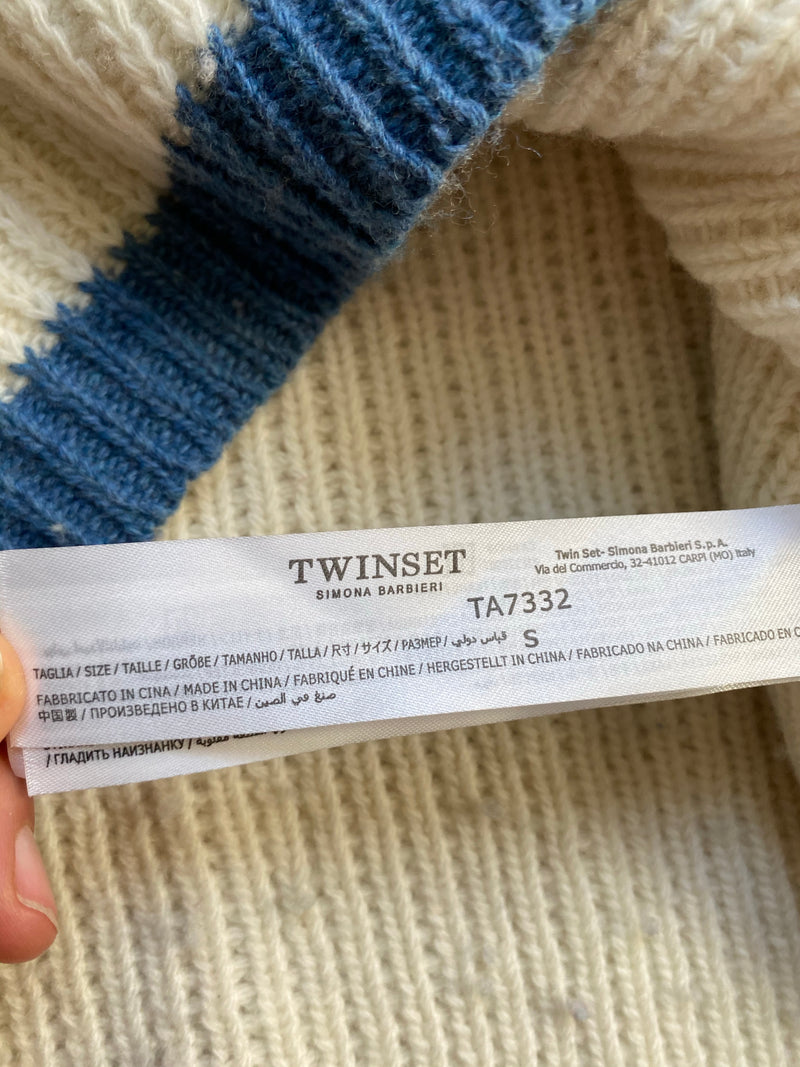 TWINSET
SIMONA BARBIERI
Twin Set- Simona Barbieri S.p.A.
Via del Commercio, 32-41012 CARPI (MO) Italy
TA7332
TAGLIA / SIZE / TAILLE / GRÖßE / TAMANHO / TALLA / 尺寸 / サイズ / РАЗМЕР / قياس دولي S
FABBRICATO IN CINA / MADE IN CHINA / FABRIQUÉ EN CHINE / HERGESTELLT IN CHINA / FABRICADO NA CHINA / FABRICADO EN
中国製 / ПРОИЗВЕДЕНО В КИТАЕ / صنع في الصين
/ ГЛАДИТЬ НАИЗНАНКУ /